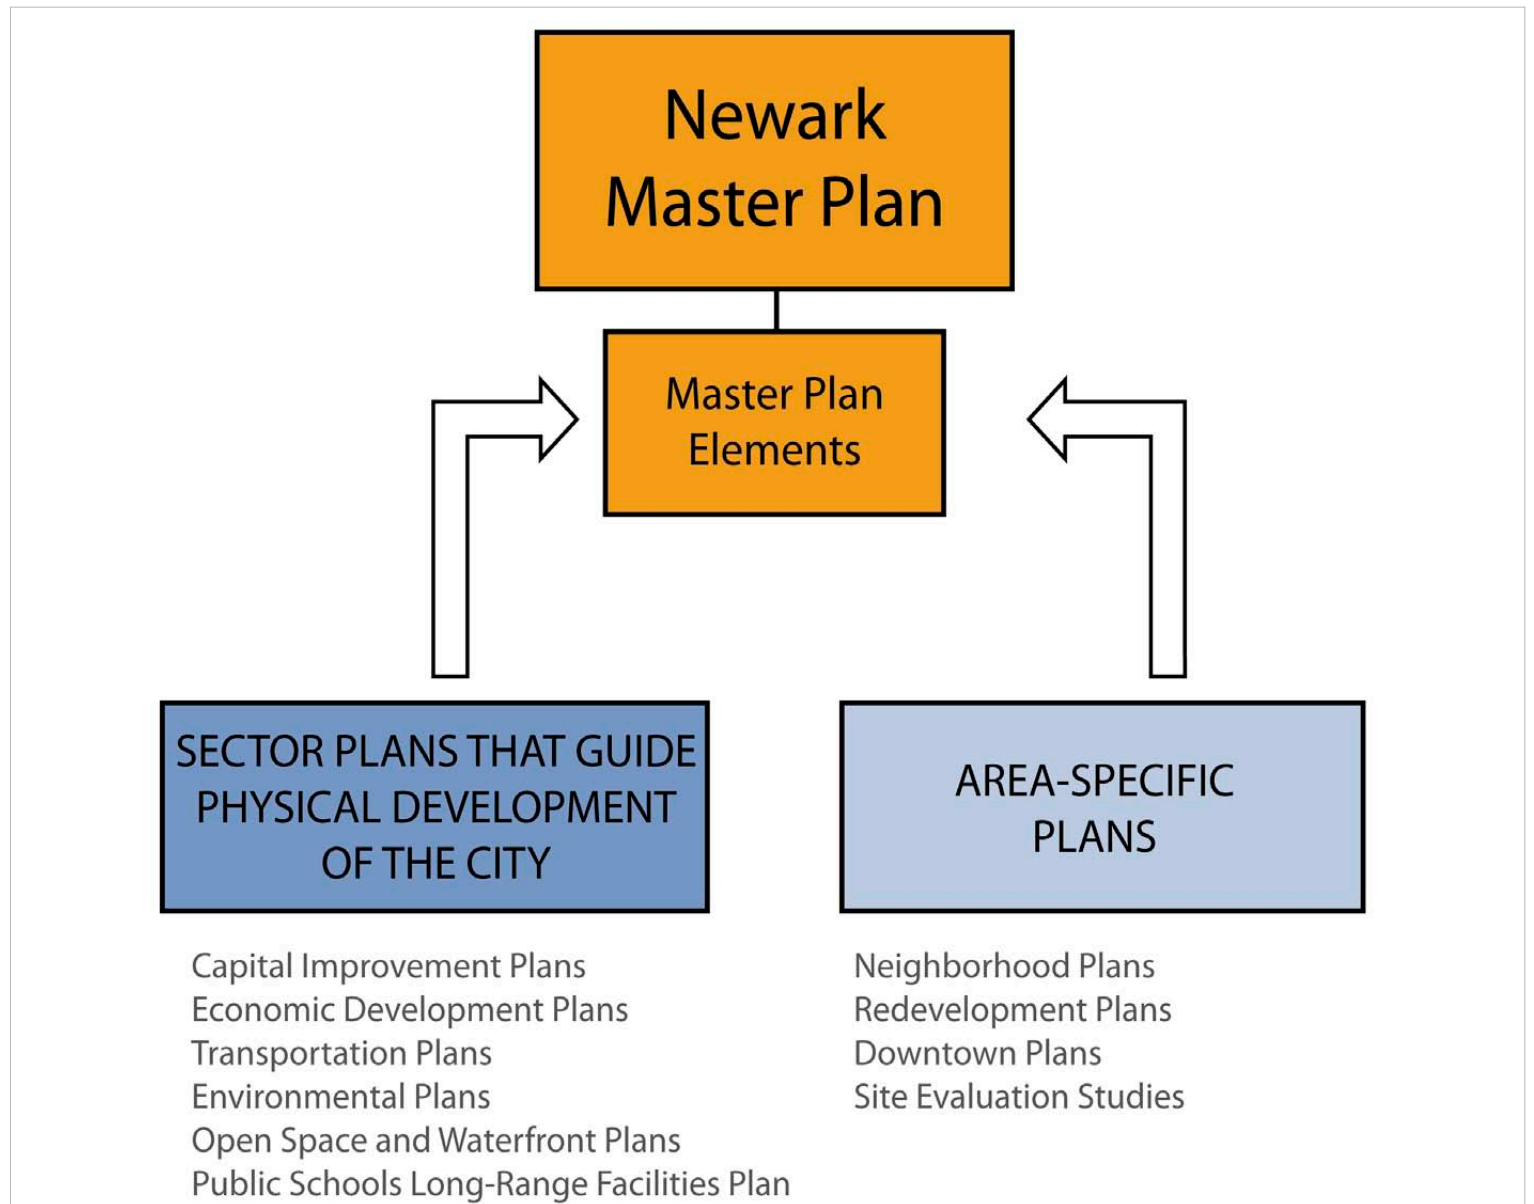 Newark
Master Plan
Master Plan
Elements
SECTOR PLANS THAT GUIDE
PHYSICAL DEVELOPMENT
OF THE CITY
AREA-SPECIFIC
PLANS
Capital Improvement Plans
Economic Development Plans
Transportation Plans
Environmental Plans
Open Space and Waterfront Plans
Public Schools Long-Range Facilities Plan
Neighborhood Plans
Redevelopment Plans
Downtown Plans
Site Evaluation Studies